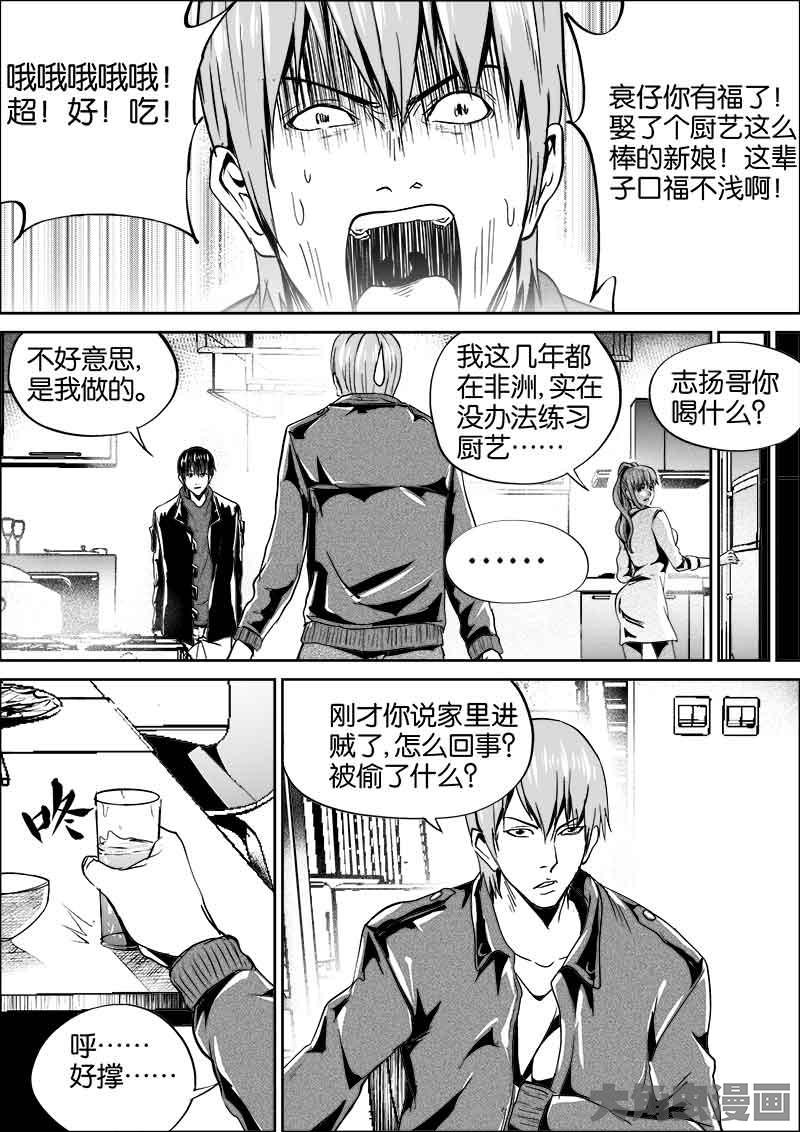 哦哦哦哦哦！
超！好！吃！
衰仔你有福了！
娶了个厨艺这么
棒的新娘！这辈
子口福不浅啊！
不好意思，
是我做的。
我这几年都
在非洲，实在
没办法练习
厨艺……
……
志扬哥你
喝什么？
咚
呼……
好撑……
刚才你说家里进
贼了，怎么回事？
被偷了什么？